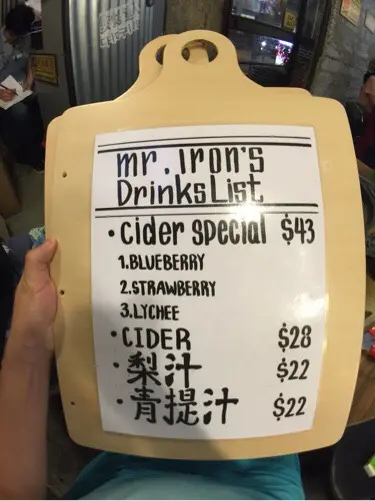 mr. Iron's
Drinks List
• cider special $43
1. BLUEBERRY
2. STRAWBERRY
3. LYCHEE
• CIDER $28
• 梨汁 $22
• 青提汁 $22